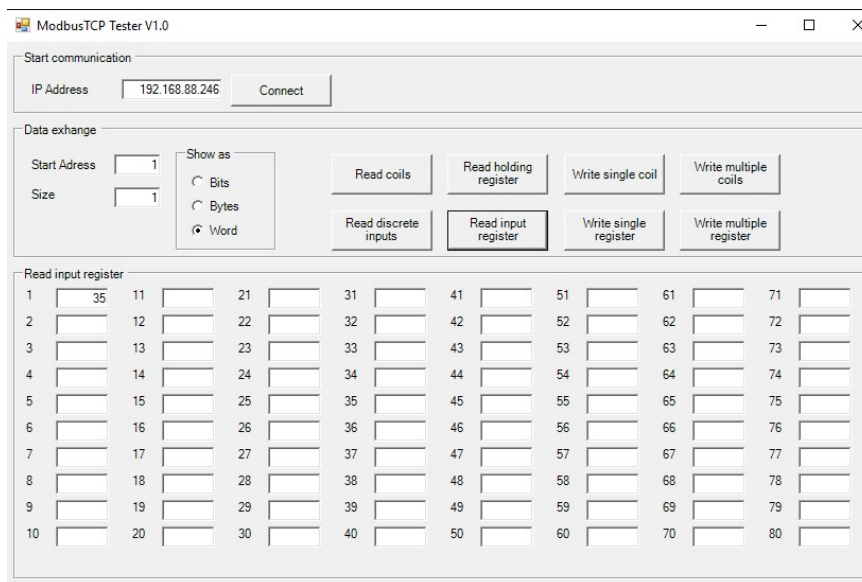 ModbusTCP Tester V1.0
Start communication
IP Address 192.168.88.246 Connect
Data exhange
Start Adress 1 Show as Read coils Read holding register Write single coil Write multiple coils
Size 1 Bits
Bytes
Word Read discrete inputs Read input register Write single register Write multiple register
Read input register
1 35 11 21 31 41 51 61 71
2 12 22 32 42 52 62 72
3 13 23 33 43 53 63 73
4 14 24 34 44 54 64 74
5 15 25 35 45 55 65 75
6 16 26 36 46 56 66 76
7 17 27 37 47 57 67 77
8 18 28 38 48 58 68 78
9 19 29 39 49 59 69 79
10 20 30 40 50 60 70 80